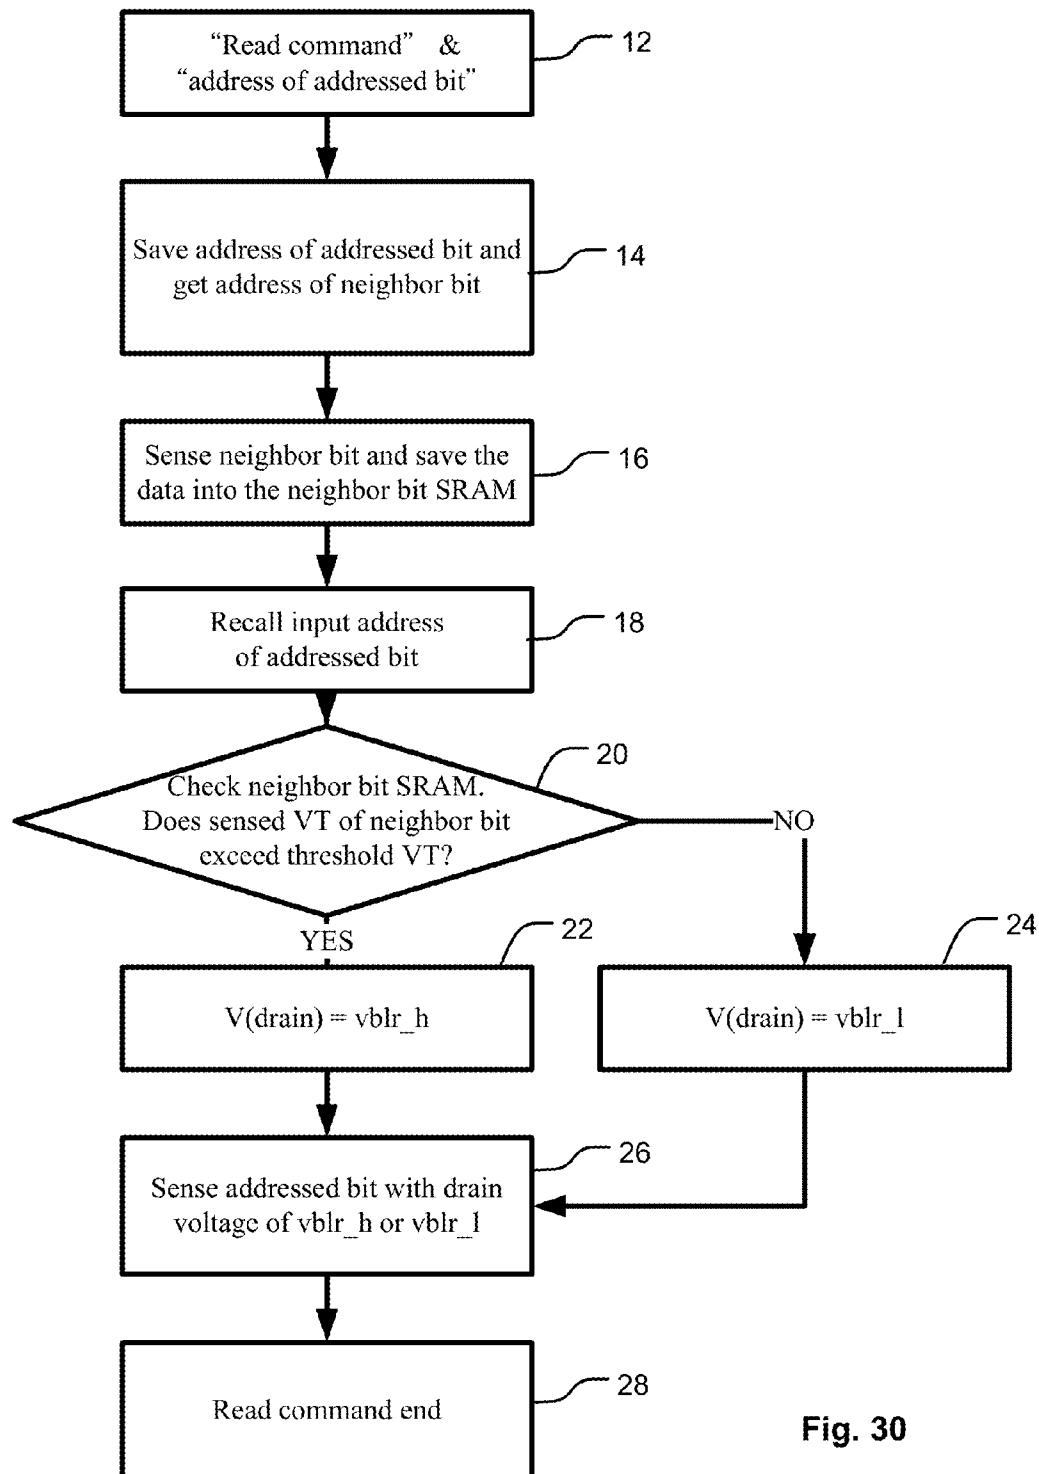 “Read command” &
“address of addressed bit”
12
Save address of addressed bit and
get address of neighbor bit
14
Sense neighbor bit and save the
data into the neighbor bit SRAM
16
Recall input address
of addressed bit
18
Check neighbor bit SRAM.
Does sensed VT of neighbor bit
exceed threshold VT?
20
NO
YES
22
24
V(drain) = vblr_h
V(drain) = vblr_l
Sense addressed bit with drain
voltage of vblr_h or vblr_l
26
Read command end
28
Fig. 30